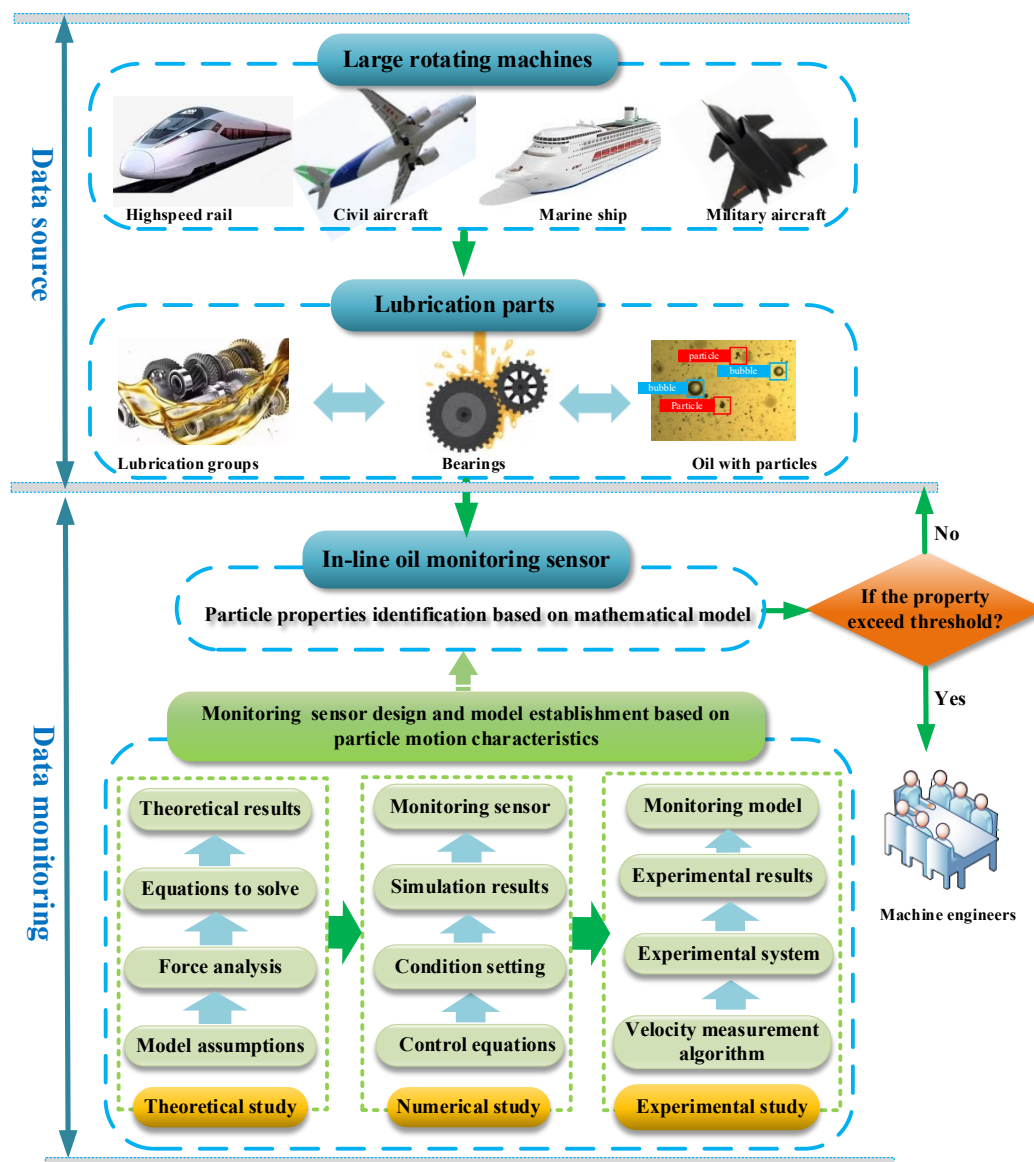 Data source
Large rotating machines
Highspeed rail
Civil aircraft
Marine ship
Military aircraft
Lubrication parts
particle
bubble
bubble
Particle
Lubrication groups
Bearings
Oil with particles
Data monitoring
In-line oil monitoring sensor
Particle properties identification based on mathematical model
No
If the property
exceed threshold?
Yes
Machine engineers
Monitoring sensor design and model establishment based on
particle motion characteristics
Theoretical results
Equations to solve
Force analysis
Model assumptions
Theoretical study
Monitoring sensor
Simulation results
Condition setting
Control equations
Numerical study
Monitoring model
Experimental results
Experimental system
Velocity measurement
algorithm
Experimental study